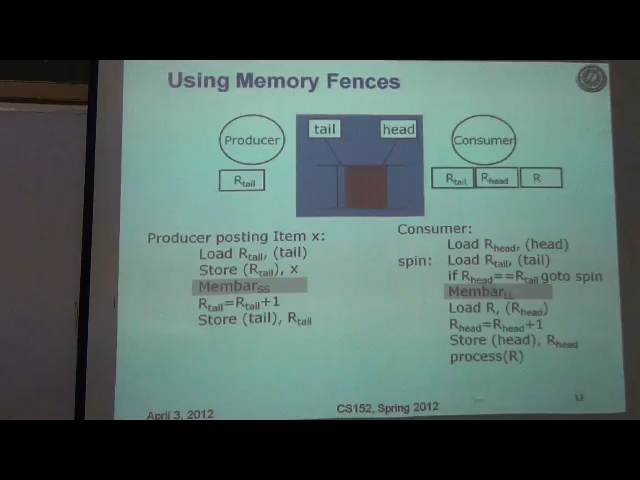 Using Memory Fences
Producer
tail
head
Consumer
Rtail
Rtail
Rhead
R
Producer posting Item x:
Load Rtail, (tail)
Store (Rtail), x
MembarSS
Rtail=Rtail+1
Store (tail), Rtail
Consumer:
Load Rhead, (head)
spin: Load Rtail, (tail)
if Rhead==Rtail goto spin
MembarLL
Load R, (Rhead)
Rhead=Rhead+1
Store (head), Rhead
process(R)
April 3, 2012
CS152, Spring 2012
13